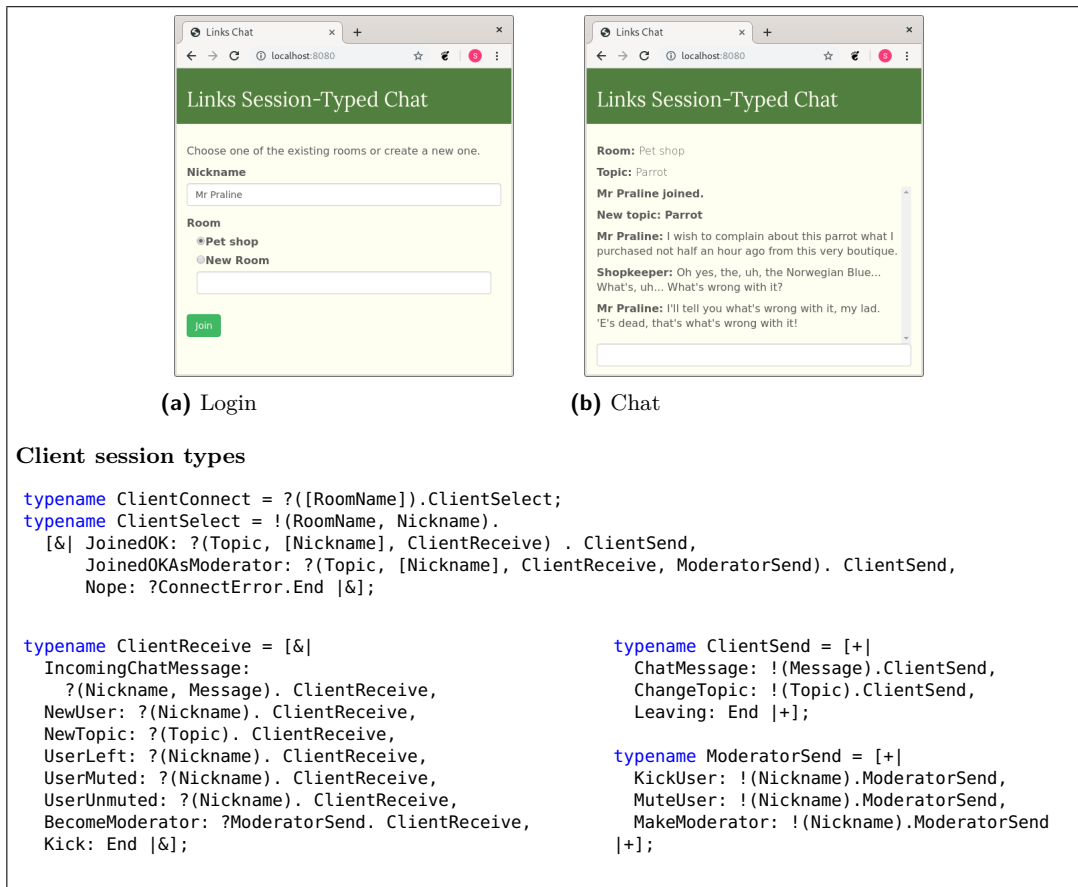 Links Chat × + ×
localhost:8080 S
Links Session-Typed Chat
Choose one of the existing rooms or create a new one.
Nickname
Mr Praline
Room
Pet shop
New Room
Join
(a) Login
Links Chat × + ×
localhost:8080 S
Links Session-Typed Chat
Room: Pet shop
Topic: Parrot
Mr Praline joined.
New topic: Parrot
Mr Praline: I wish to complain about this parrot what I
purchased not half an hour ago from this very boutique.
Shopkeeper: Oh yes, the, uh, the Norwegian Blue...
What's, uh... What's wrong with it?
Mr Praline: I'll tell you what's wrong with it, my lad.
'E's dead, that's what's wrong with it!
(b) Chat
Client session types
typename ClientConnect = ?([RoomName]).ClientSelect;
typename ClientSelect = !(RoomName, Nickname).
[&| JoinedOK: ?(Topic, [Nickname], ClientReceive) . ClientSend,
JoinedOKAsModerator: ?(Topic, [Nickname], ClientReceive, ModeratorSend). ClientSend,
Nope: ?ConnectError.End |&];
typename ClientReceive = [&|
IncomingChatMessage:
?(Nickname, Message). ClientReceive,
NewUser: ?(Nickname). ClientReceive,
NewTopic: ?(Topic). ClientReceive,
UserLeft: ?(Nickname). ClientReceive,
UserMuted: ?(Nickname). ClientReceive,
UserUnmuted: ?(Nickname). ClientReceive,
BecomeModerator: ?ModeratorSend. ClientReceive,
Kick: End |&];
typename ClientSend = [+|
ChatMessage: !(Message).ClientSend,
ChangeTopic: !(Topic).ClientSend,
Leaving: End |+];
typename ModeratorSend = [+|
KickUser: !(Nickname).ModeratorSend,
MuteUser: !(Nickname).ModeratorSend,
MakeModerator: !(Nickname).ModeratorSend
|+];